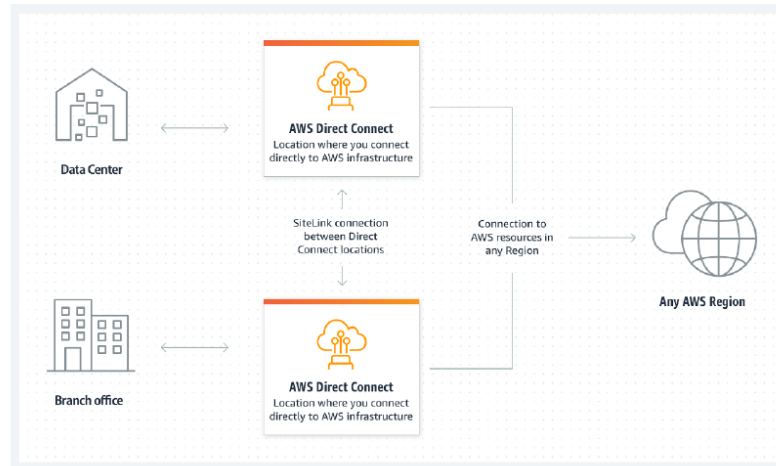 AWS Direct Connect
Location where you connect
directly to AWS infrastructure
Data Center
SiteLink connection
between Direct
Connect locations
Connection to
AWS resources in
any Region
Any AWS Region
AWS Direct Connect
Location where you connect
directly to AWS infrastructure
Branch office